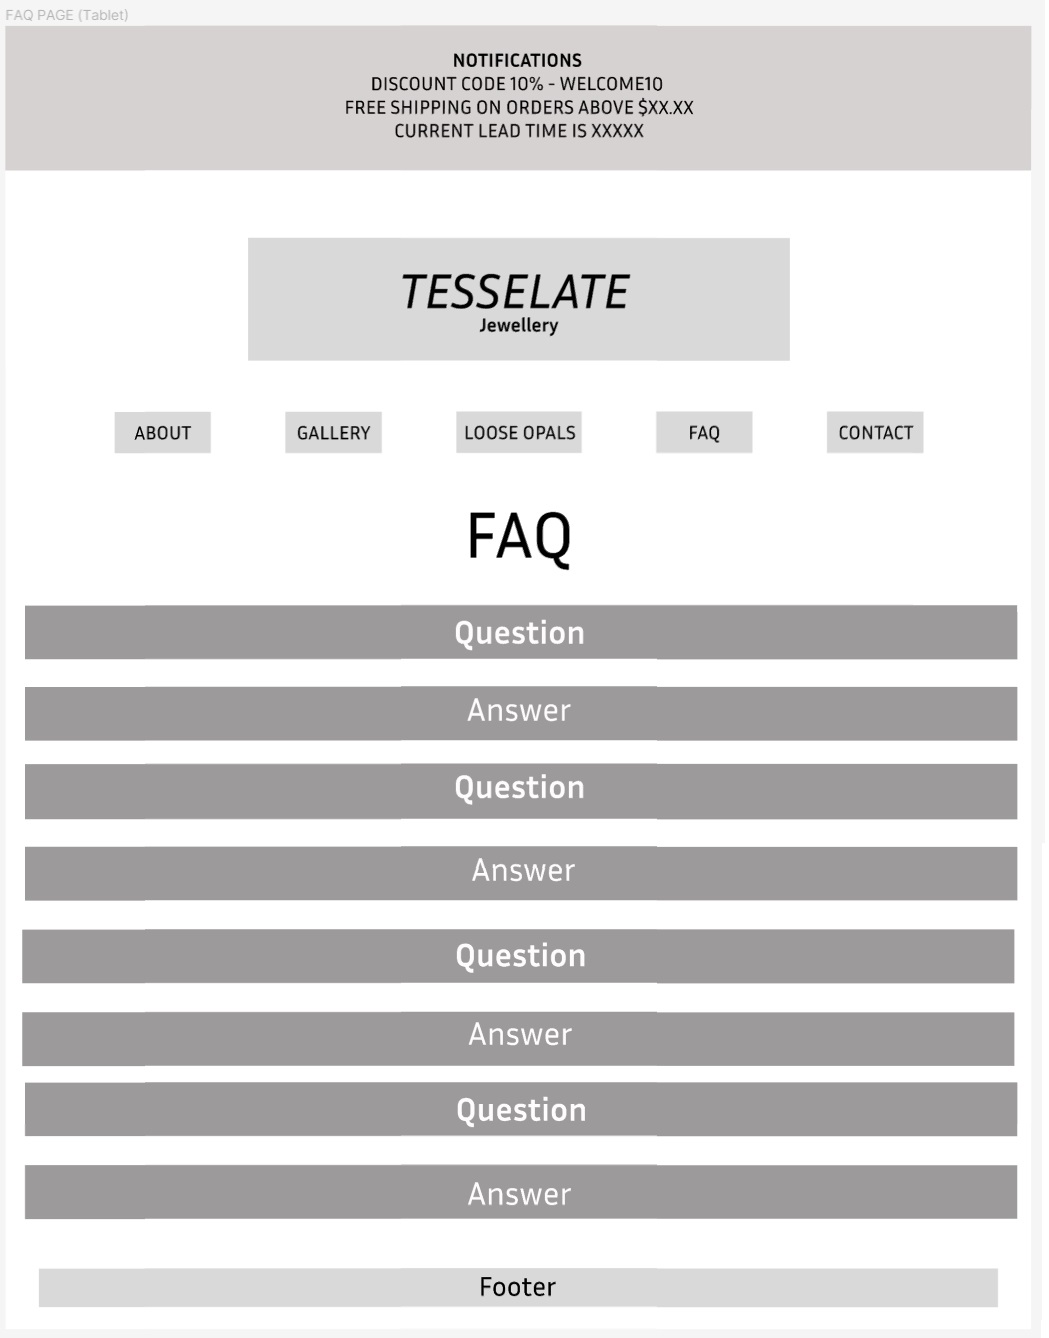 FAQ PAGE (Tablet)
NOTIFICATIONS
DISCOUNT CODE 10% - WELCOME10
FREE SHIPPING ON ORDERS ABOVE $XX.XX
CURRENT LEAD TIME IS XXXXX
TESSELATE
Jewellery
ABOUT GALLERY LOOSE OPALS FAQ CONTACT
FAQ
Question
Answer
Question
Answer
Question
Answer
Question
Answer
Footer